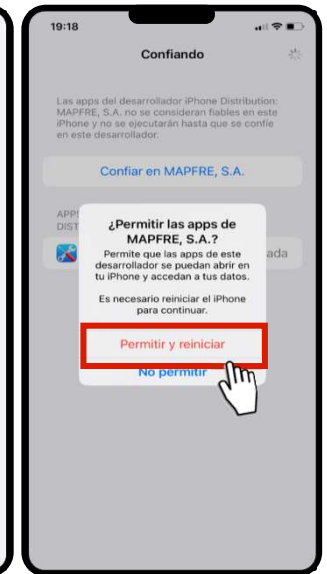 19:18
Confiando
Las apps del desarrollador iPhone Distribution:
MAPFRE, S.A. no se consideran fiables en este
iPhone y no se ejecutarán hasta que se confíe
en este desarrollador.
Confiar en MAPFRE, S.A.
APPS
DIST
ada
¿Permitir las apps de
MAPFRE, S.A.?
Permite que las apps de este
desarrollador se puedan abrir en
tu iPhone y accedan a tus datos.
Es necesario reiniciar el iPhone
para continuar.
Permitir y reiniciar
No permitir